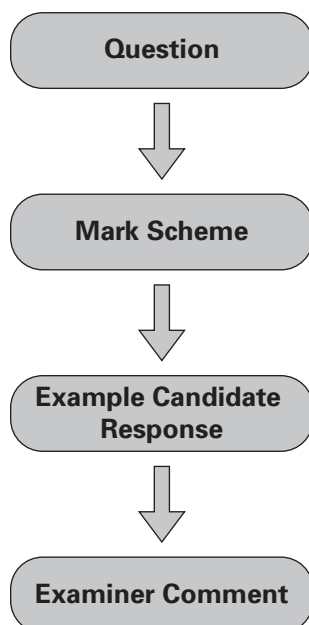 Question
Mark Scheme
Example Candidate
Response
Examiner Comment